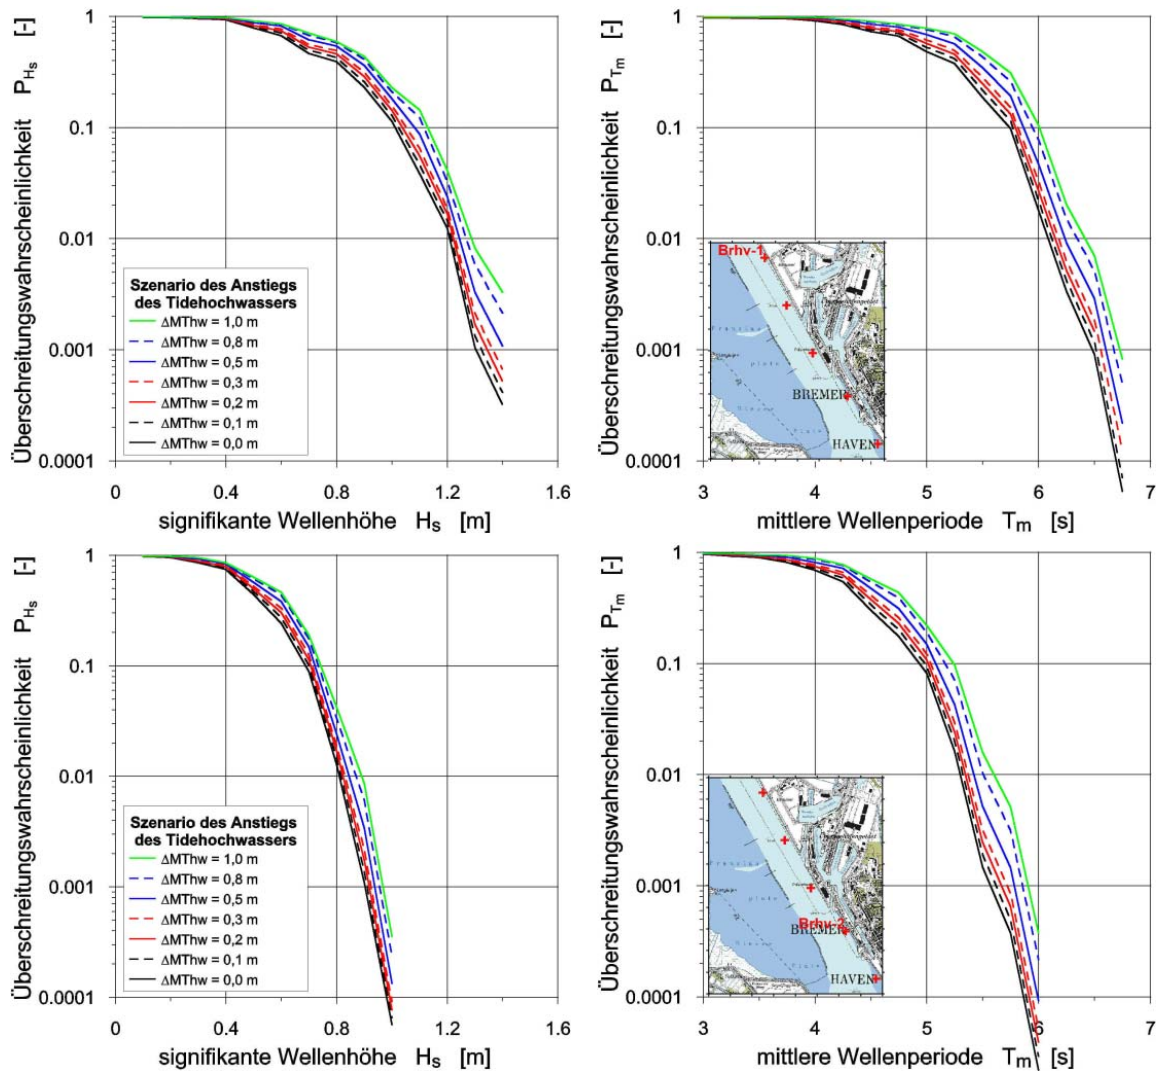 Überschreitungswahrscheinlichkeit P_Hs [-]
1
0.1
0.01
0.001
0.0001
Szenario des Anstiegs
des Tidehochwassers
ΔMThw = 1,0 m
ΔMThw = 0,8 m
ΔMThw = 0,5 m
ΔMThw = 0,3 m
ΔMThw = 0,2 m
ΔMThw = 0,1 m
ΔMThw = 0,0 m
0 0.4 0.8 1.2 1.6
signifikante Wellenhöhe H_s [m]
Überschreitungswahrscheinlichkeit P_Tm [-]
1
0.1
0.01
0.001
0.0001
Brhv-1
BREMER
HAVEN
3 4 5 6 7
mittlere Wellenperiode T_m [s]
Überschreitungswahrscheinlichkeit P_Hs [-]
1
0.1
0.01
0.001
0.0001
Szenario des Anstiegs
des Tidehochwassers
ΔMThw = 1,0 m
ΔMThw = 0,8 m
ΔMThw = 0,5 m
ΔMThw = 0,3 m
ΔMThw = 0,2 m
ΔMThw = 0,1 m
ΔMThw = 0,0 m
0 0.4 0.8 1.2 1.6
signifikante Wellenhöhe H_s [m]
Überschreitungswahrscheinlichkeit P_Tm [-]
1
0.1
0.01
0.001
0.0001
Brhv-2
BREMER
HAVEN
3 4 5 6 7
mittlere Wellenperiode T_m [s]